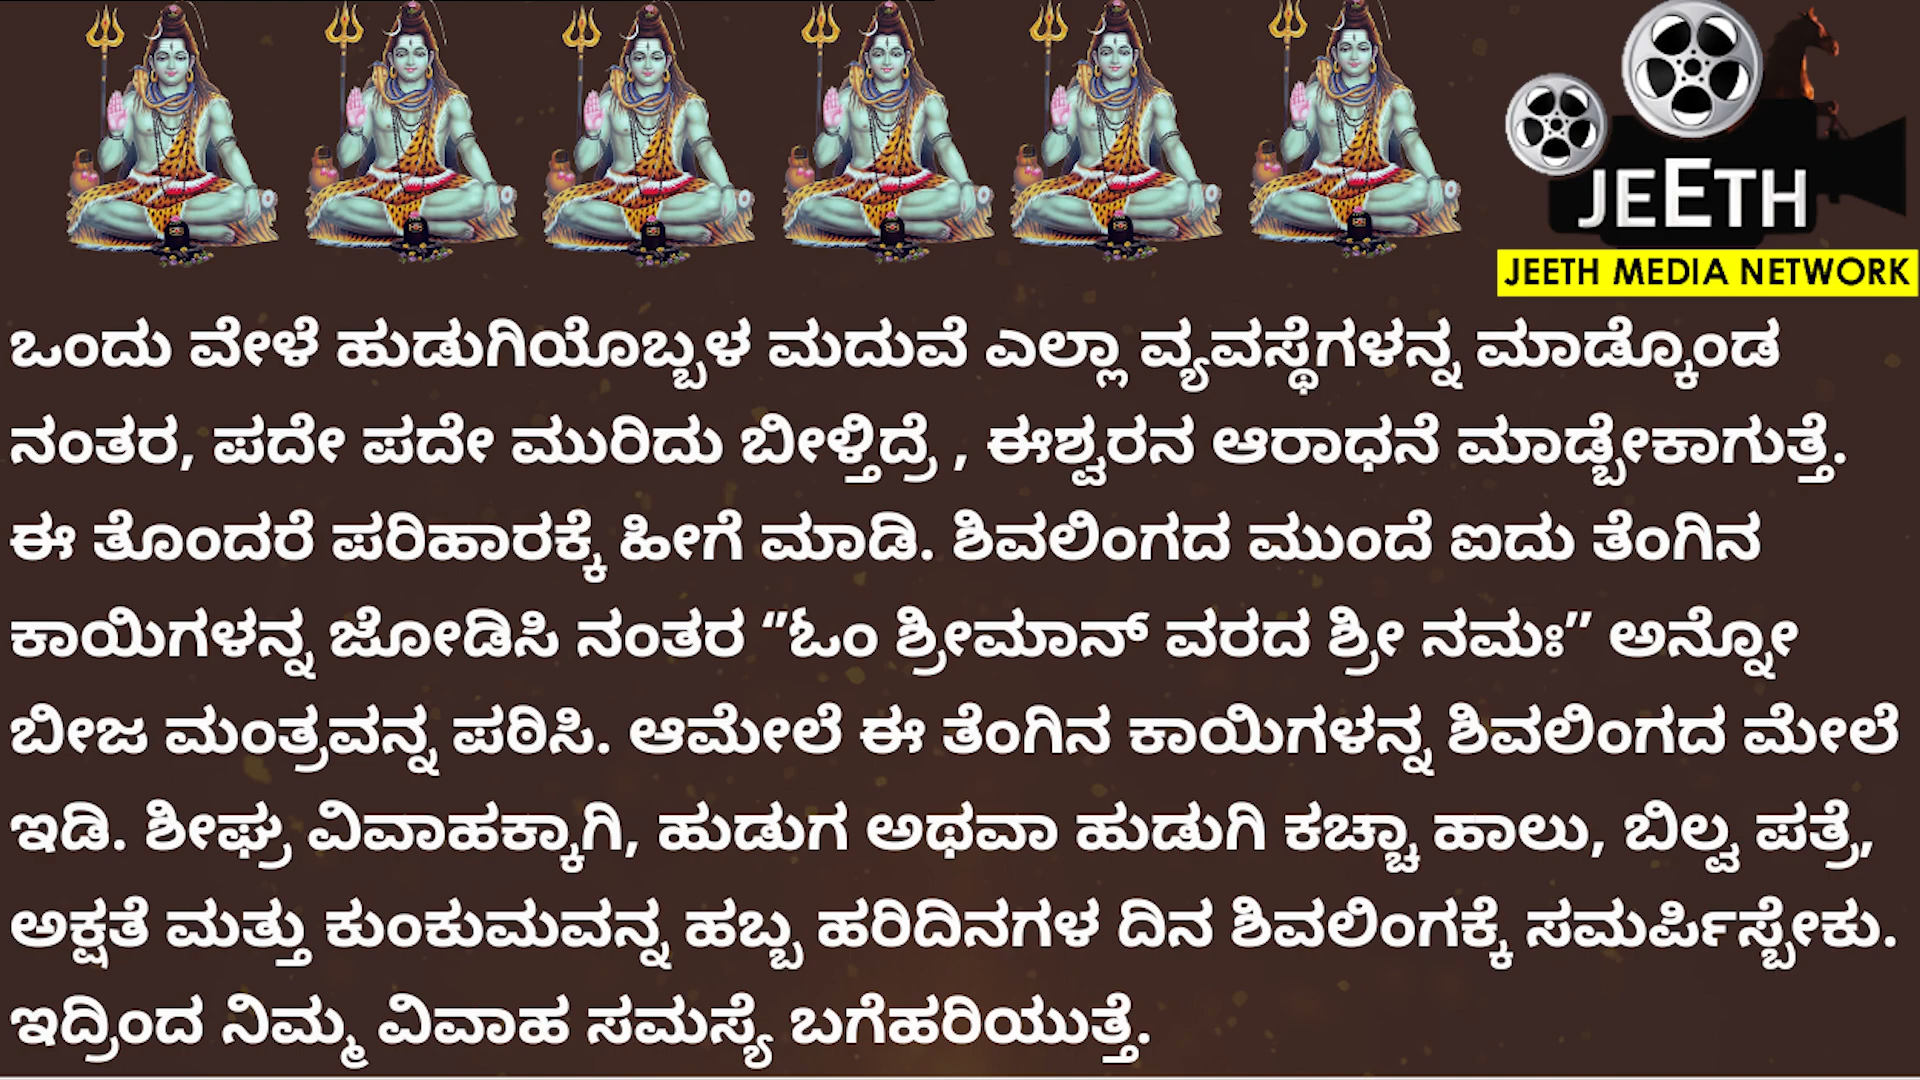 JEETH
JEETH MEDIA NETWORK
ಒಂದು ವೇಳೆ ಹುಡುಗಿಯೊಬ್ಬಳ ಮದುವೆ ಎಲ್ಲಾ ವ್ಯವಸ್ಥೆಗಳನ್ನ ಮಾಡ್ಕೊಂಡ
ನಂತರ, ಪದೇ ಪದೇ ಮುರಿದು ಬೀಳ್ತಿದ್ರೆ , ಈಶ್ವರನ ಆರಾಧನೆ ಮಾಡ್ಬೇಕಾಗುತ್ತೆ.
ಈ ತೊಂದರೆ ಪರಿಹಾರಕ್ಕೆ ಹೀಗೆ ಮಾಡಿ. ಶಿವಲಿಂಗದ ಮುಂದೆ ಐದು ತೆಂಗಿನ
ಕಾಯಿಗಳನ್ನ ಜೋಡಿಸಿ ನಂತರ “ಓಂ ಶ್ರೀಮಾನ್ ವರದ ಶ್ರೀ ನಮಃ” ಅನ್ನೋ
ಬೀಜ ಮಂತ್ರವನ್ನ ಪಠಿಸಿ. ಆಮೇಲೆ ಈ ತೆಂಗಿನ ಕಾಯಿಗಳನ್ನ ಶಿವಲಿಂಗದ ಮೇಲೆ
ಇಡಿ. ಶೀಘ್ರ ವಿವಾಹಕ್ಕಾಗಿ, ಹುಡುಗ ಅಥವಾ ಹುಡುಗಿ ಕಚ್ಚಾ ಹಾಲು, ಬಿಲ್ವ ಪತ್ರೆ,
ಅಕ್ಷತೆ ಮತ್ತು ಕುಂಕುಮವನ್ನ ಹಬ್ಬ ಹರಿದಿನಗಳ ದಿನ ಶಿವಲಿಂಗಕ್ಕೆ ಸಮರ್ಪಿಸ್ಬೇಕು.
ಇದ್ರಿಂದ ನಿಮ್ಮ ವಿವಾಹ ಸಮಸ್ಯೆ ಬಗೆಹರಿಯುತ್ತೆ.